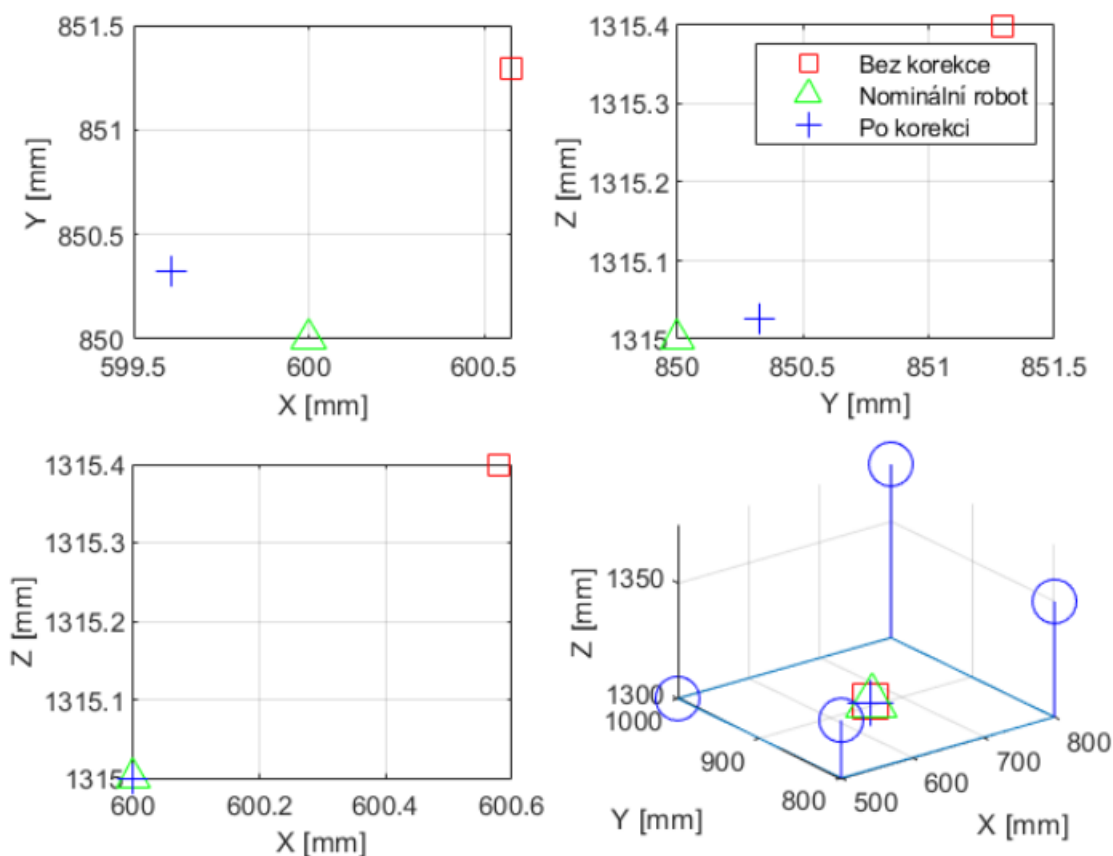 851.5
851
850.5
850
599.5 600 600.5
X [mm]
Y [mm]
1315.4
1315.3
1315.2
1315.1
1315
850 850.5 851 851.5
Y [mm]
Z [mm]
Bez korekce
Nominální robot
Po korekci
1315.4
1315.3
1315.2
1315.1
1315
600 600.2 600.4 600.6
X [mm]
Z [mm]
1350
1300
Z [mm]
1000
900
800
Y [mm]
500
600
700
800
X [mm]